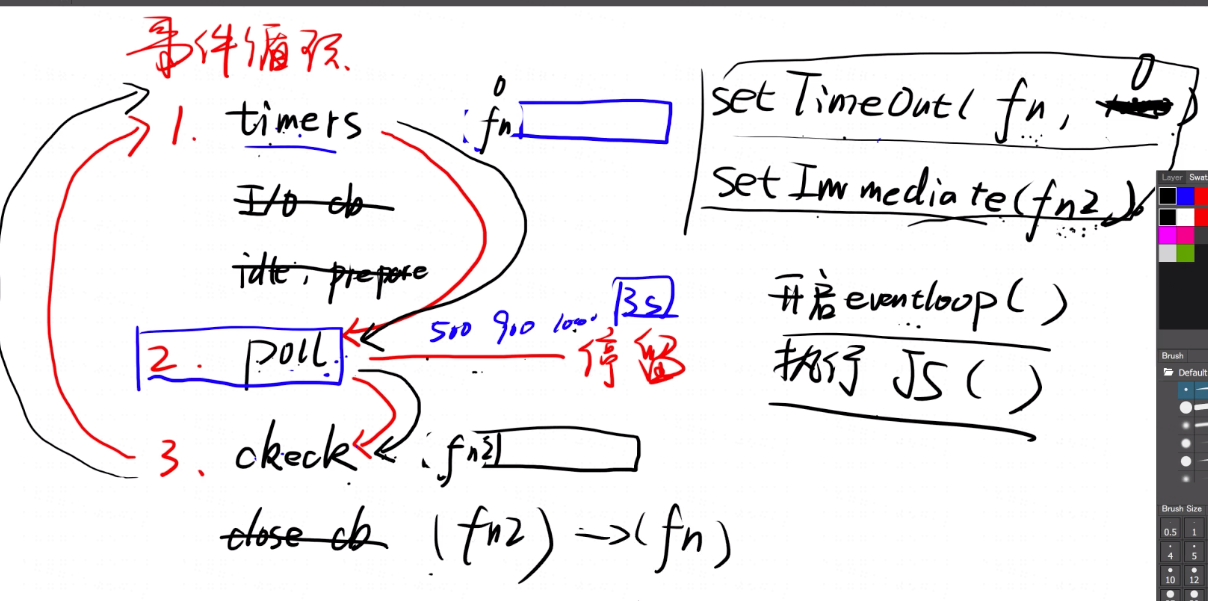 事件循环
1. timers
0
fn
I/O cb
idle, prepare
2. poll
500 900 1000
3s
停留
3. ckeck
fn2
close cb
(fn2) → (fn)
setTimeOut( fn, 0 )
setImmediate(fn2)
开启eventloop()
执行 JS ( )
Layer Swat
Brush
Default
Brush Size
0.5 1
4 5
10 12